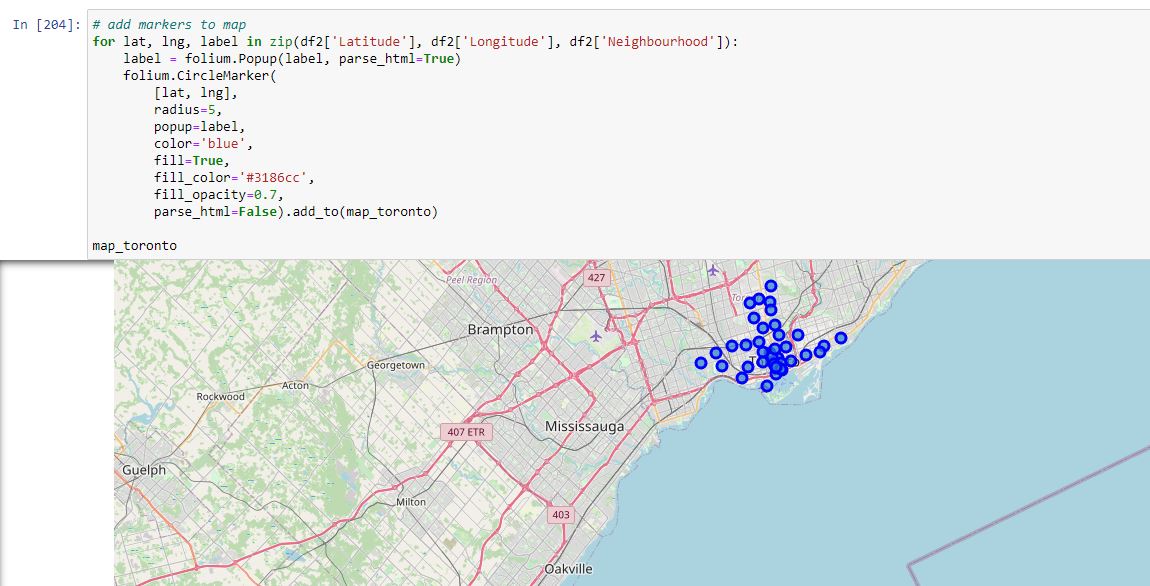 In [204]: # add markers to map
for lat, lng, label in zip(df2['Latitude'], df2['Longitude'], df2['Neighbourhood']):
    label = folium.Popup(label, parse_html=True)
    folium.CircleMarker(
        [lat, lng],
        radius=5,
        popup=label,
        color='blue',
        fill=True,
        fill_color='#3186cc',
        fill_opacity=0.7,
        parse_html=False).add_to(map_toronto)

map_toronto
Peel Region
427
Brampton
Georgetown
Acton
Rockwood
Mississauga
407 ETR
Guelph
Milton
403
Oakville